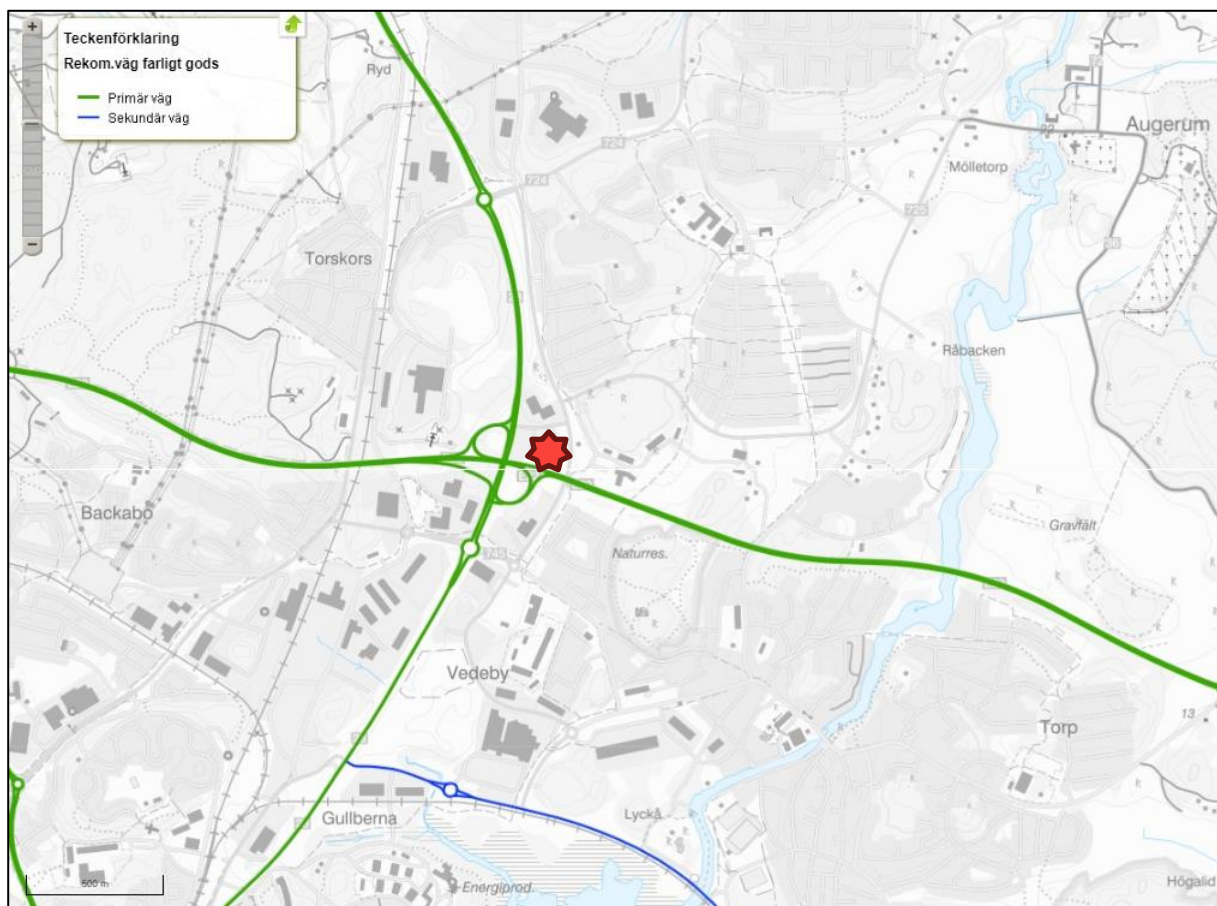 Teckenförklaring
Rekom.väg farligt gods
Primär väg
Sekundär väg
Ryd
724
724
Augerum
Mölletorp
725
Torskors
Råbacken
Backabo
Gravfält
Naturres.
745
Vedeby
Torp
13
Gullberna
Lyckå
Energiprod.
Högalid
500 m